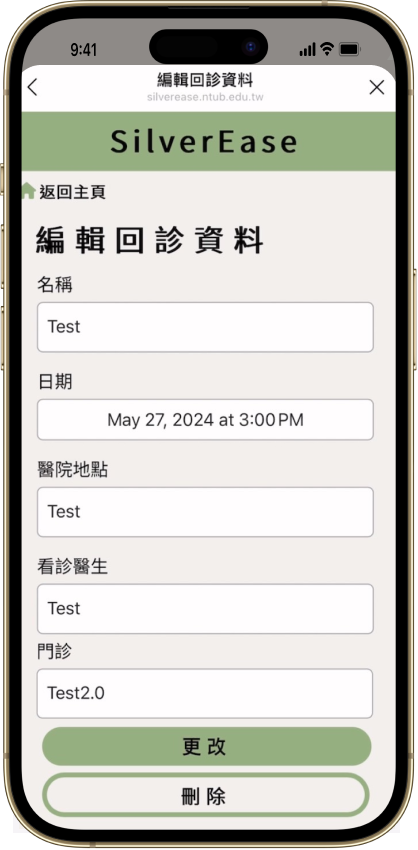 9:41
編輯回診資料
silverease.ntub.edu.tw
SilverEase
返回主頁
編輯回診資料
名稱
Test
日期
May 27, 2024 at 3:00 PM
醫院地點
Test
看診醫生
Test
門診
Test2.0
更改
刪除